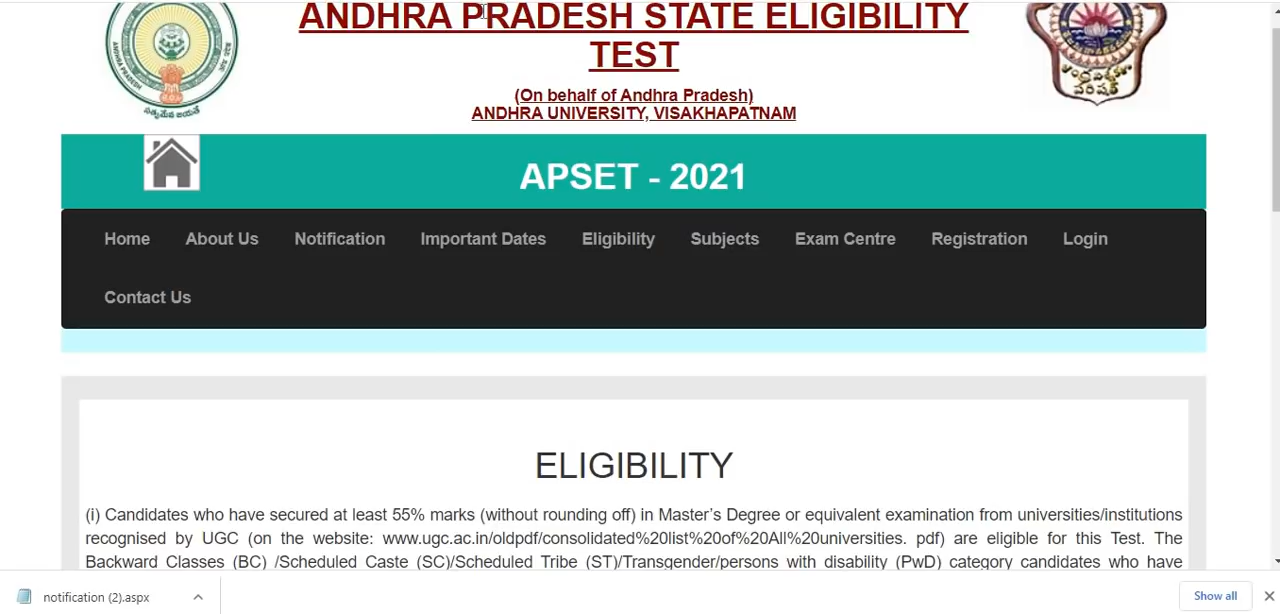 ANDHRA PRADESH STATE ELIGIBILITY
TEST
(On behalf of Andhra Pradesh)
ANDHRA UNIVERSITY, VISAKHAPATNAM
సత్యమేవ జయతే
APSET - 2021
Home About Us Notification Important Dates Eligibility Subjects Exam Centre Registration Login
Contact Us
ELIGIBILITY
(i) Candidates who have secured at least 55% marks (without rounding off) in Master's Degree or equivalent examination from universities/institutions
recognised by UGC (on the website: www.ugc.ac.in/oldpdf/consolidated%20list%20of%20All%20universities. pdf) are eligible for this Test. The
Backward Classes (BC) /Scheduled Caste (SC)/Scheduled Tribe (ST)/Transgender/persons with disability (PwD) category candidates who have
notification (2).aspx
Show all